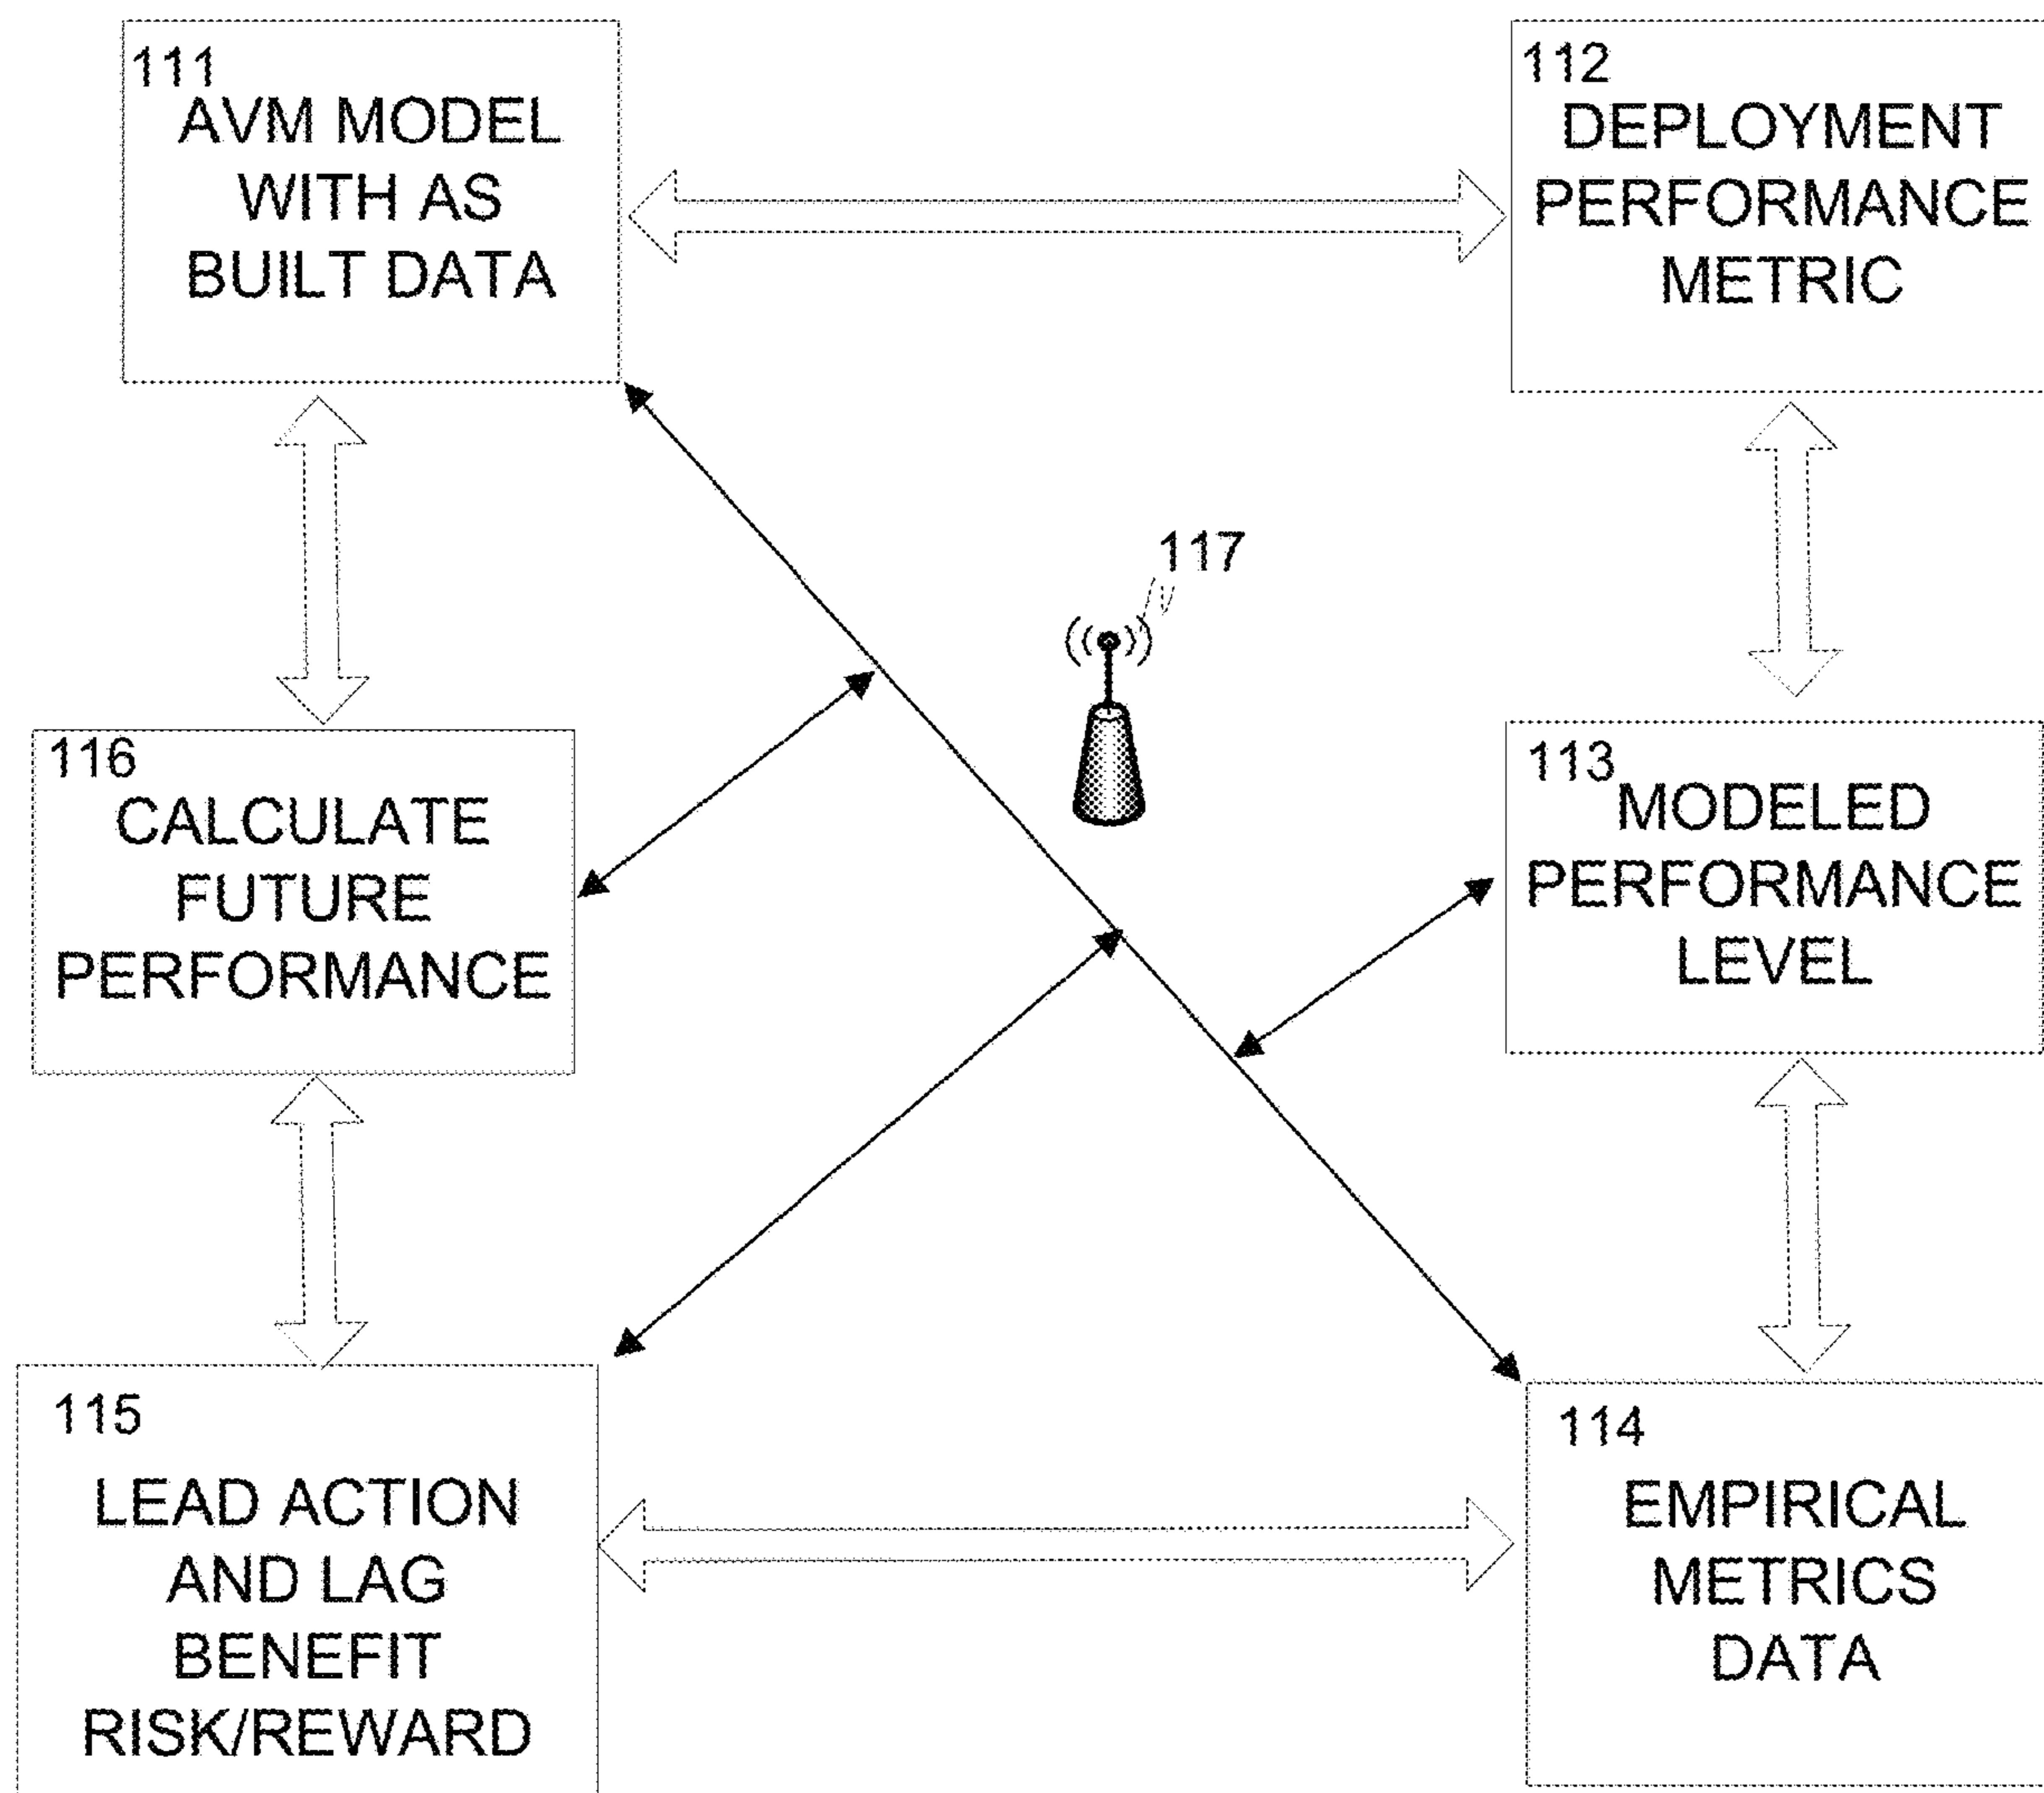 111
AVM MODEL
WITH AS
BUILT DATA
112
DEPLOYMENT
PERFORMANCE
METRIC
117
116
CALCULATE
FUTURE
PERFORMANCE
113
MODELED
PERFORMANCE
LEVEL
115
LEAD ACTION
AND LAG
BENEFIT
RISK/REWARD
114
EMPIRICAL
METRICS
DATA